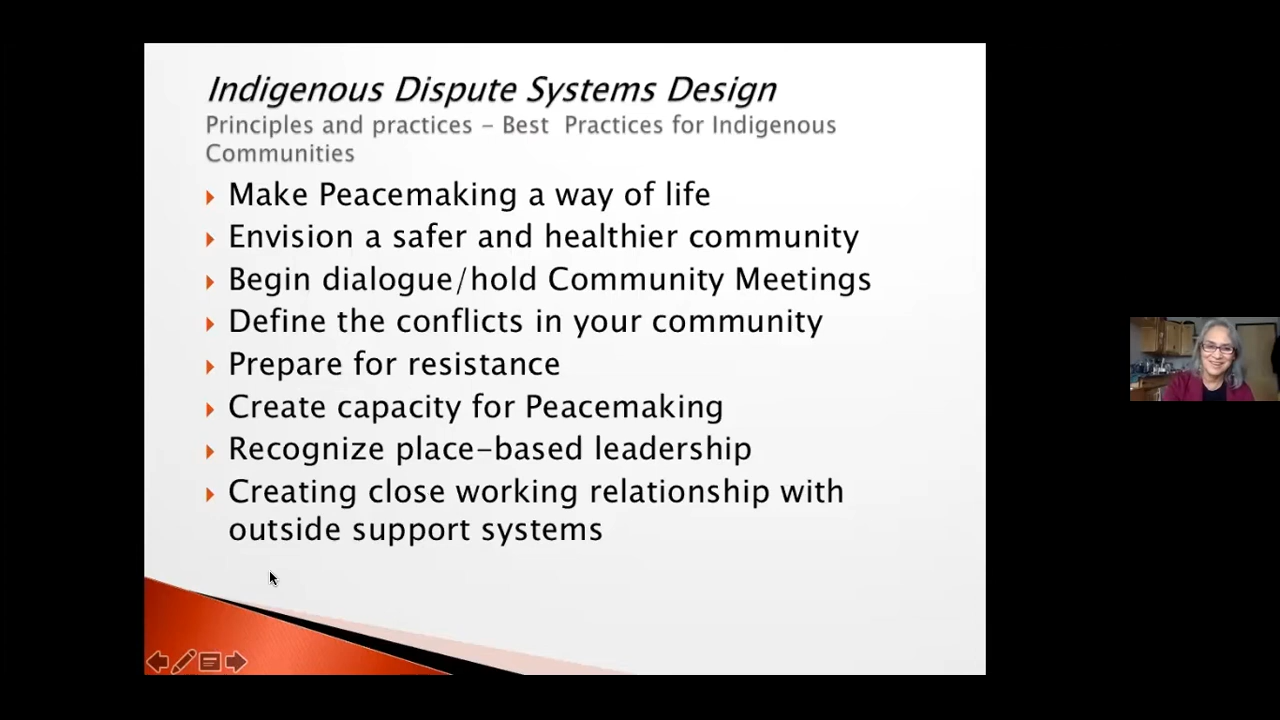 Indigenous Dispute Systems Design
Principles and practices – Best  Practices for Indigenous
Communities
Make Peacemaking a way of life
Envision a safer and healthier community
Begin dialogue/hold Community Meetings
Define the conflicts in your community
Prepare for resistance
Create capacity for Peacemaking
Recognize place-based leadership
Creating close working relationship with
outside support systems